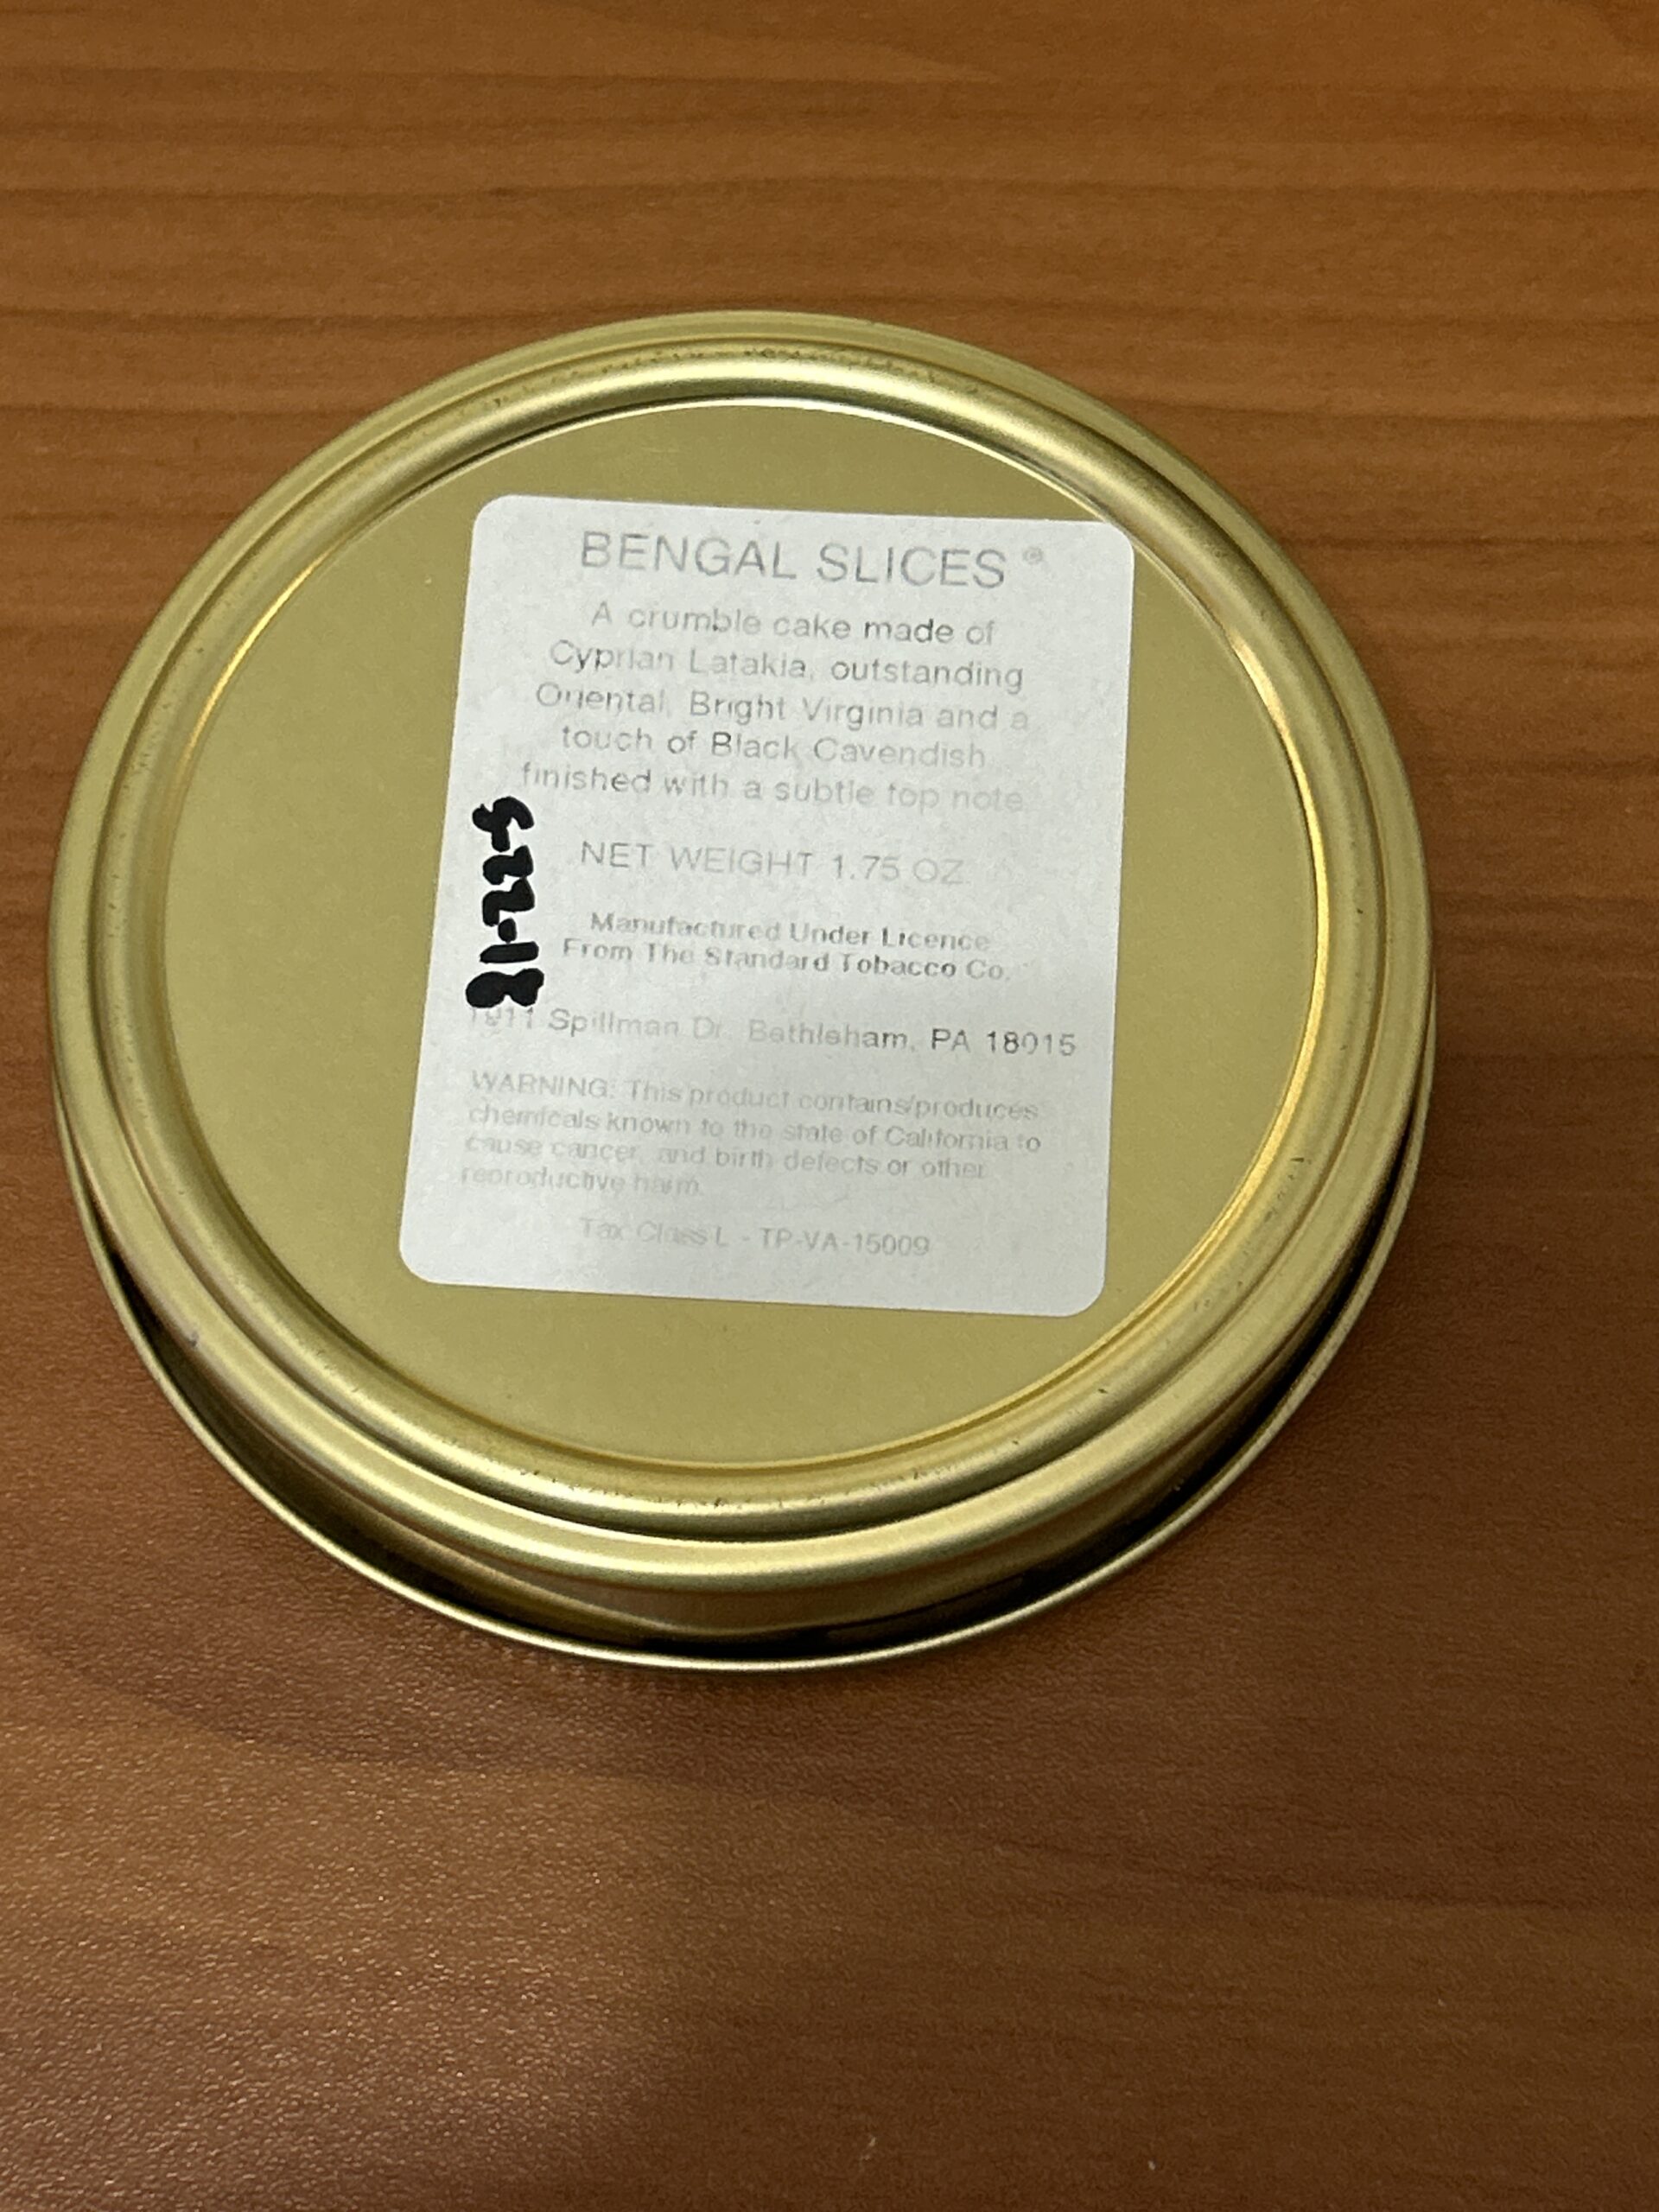 BENGAL SLICES ®
A crumble cake made of
Cyprian Latakia, outstanding
Oriental, Bright Virginia and a
touch of Black Cavendish
finished with a subtle top note.
NET WEIGHT 1.75 OZ.
Manufactured Under Licence
From The Standard Tobacco Co.
Spillman Dr. Bethleham, PA 18015
WARNING: This product contains/produces
chemicals known to the state of California to
cause cancer, and birth defects or other
reproductive harm.
Tax Class L - TP-VA-15009
-22-18